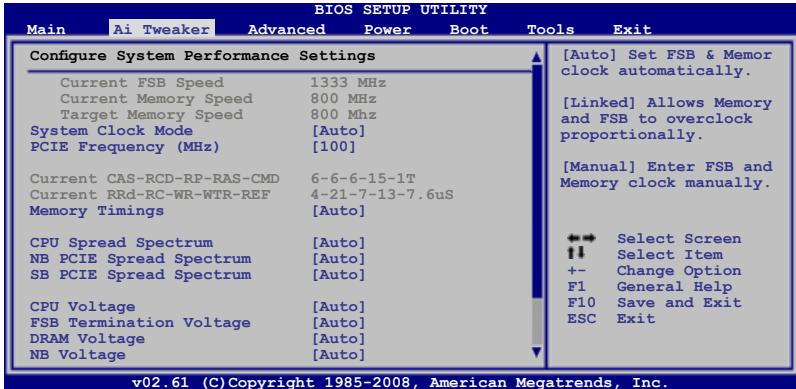 BIOS SETUP UTILITY
Main Ai Tweaker Advanced Power Boot Tools Exit
Configure System Performance Settings
Current FSB Speed 1333 MHz
Current Memory Speed 800 MHz
Target Memory Speed 800 Mhz
System Clock Mode [Auto]
PCIE Frequency (MHz) [100]
Current CAS-RCD-RP-RAS-CMD 6-6-6-15-1T
Current RRd-RC-WR-WTR-REF 4-21-7-13-7.6uS
Memory Timings [Auto]
CPU Spread Spectrum [Auto]
NB PCIE Spread Spectrum [Auto]
SB PCIE Spread Spectrum [Auto]
CPU Voltage [Auto]
FSB Termination Voltage [Auto]
DRAM Voltage [Auto]
NB Voltage [Auto]
[Auto] Set FSB & Memor
clock automatically.
[Linked] Allows Memory
and FSB to overclock
proportionally.
[Manual] Enter FSB and
Memory clock manually.
Select Screen
Select Item
+- Change Option
F1 General Help
F10 Save and Exit
ESC Exit
v02.61 (C)Copyright 1985-2008, American Megatrends, Inc.